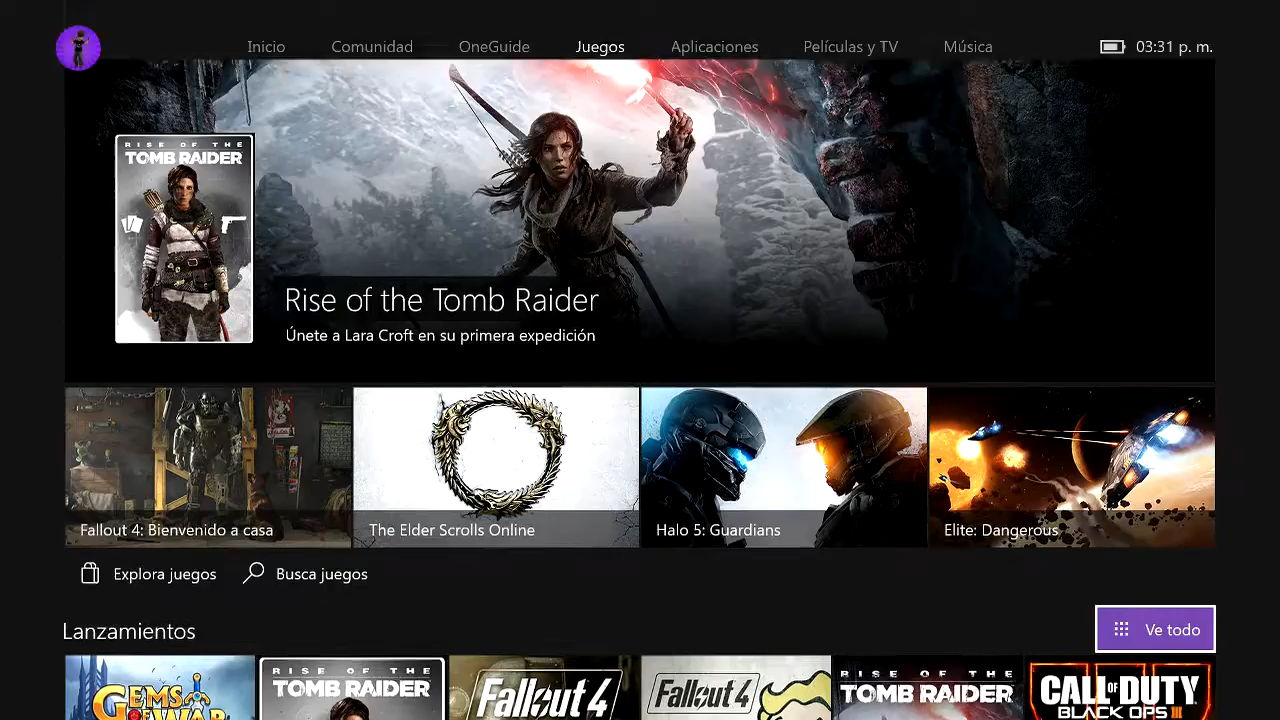 Inicio Comunidad OneGuide Juegos Aplicaciones Películas y TV Música 03:31 p. m.
RISE OF THE
TOMB RAIDER
Rise of the Tomb Raider
Únete a Lara Croft en su primera expedición
Fallout 4: Bienvenido a casa The Elder Scrolls Online Halo 5: Guardians Elite: Dangerous
Explora juegos Busca juegos
Lanzamientos Ve todo
GEMS OF WAR
RISE OF THE
TOMB RAIDER
Fallout 4
Fallout 4
RISE OF THE
TOMB RAIDER
CALL OF DUTY
BLACK OPS III